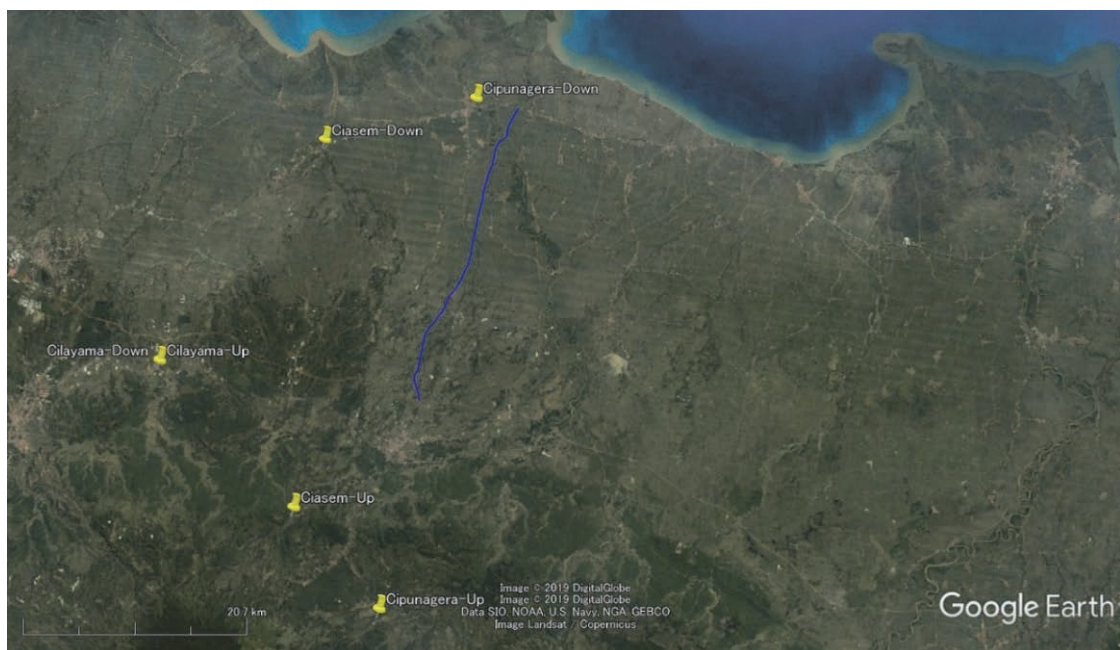 Cipunagera-Down
Ciasem-Down
Cilayama-Down Cilayama-Up
Ciasem-Up
Cipunagera-Up
20.7 km
Image © 2019 DigitalGlobe
Image © 2019 DigitalGlobe
Data SIO, NOAA, U.S. Navy, NGA, GEBCO
Image Landsat / Copernicus
Google Earth